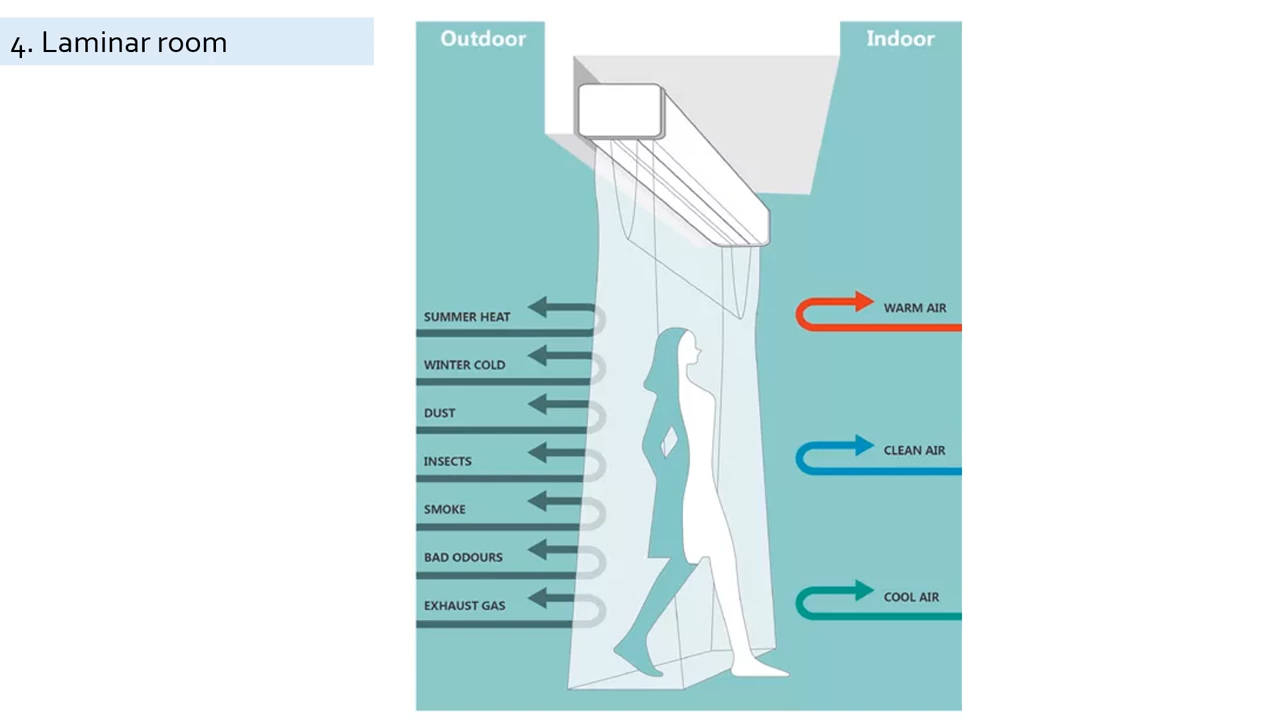 4. Laminar room
Outdoor
Indoor
SUMMER HEAT
WINTER COLD
DUST
INSECTS
SMOKE
BAD ODOURS
EXHAUST GAS
WARM AIR
CLEAN AIR
COOL AIR